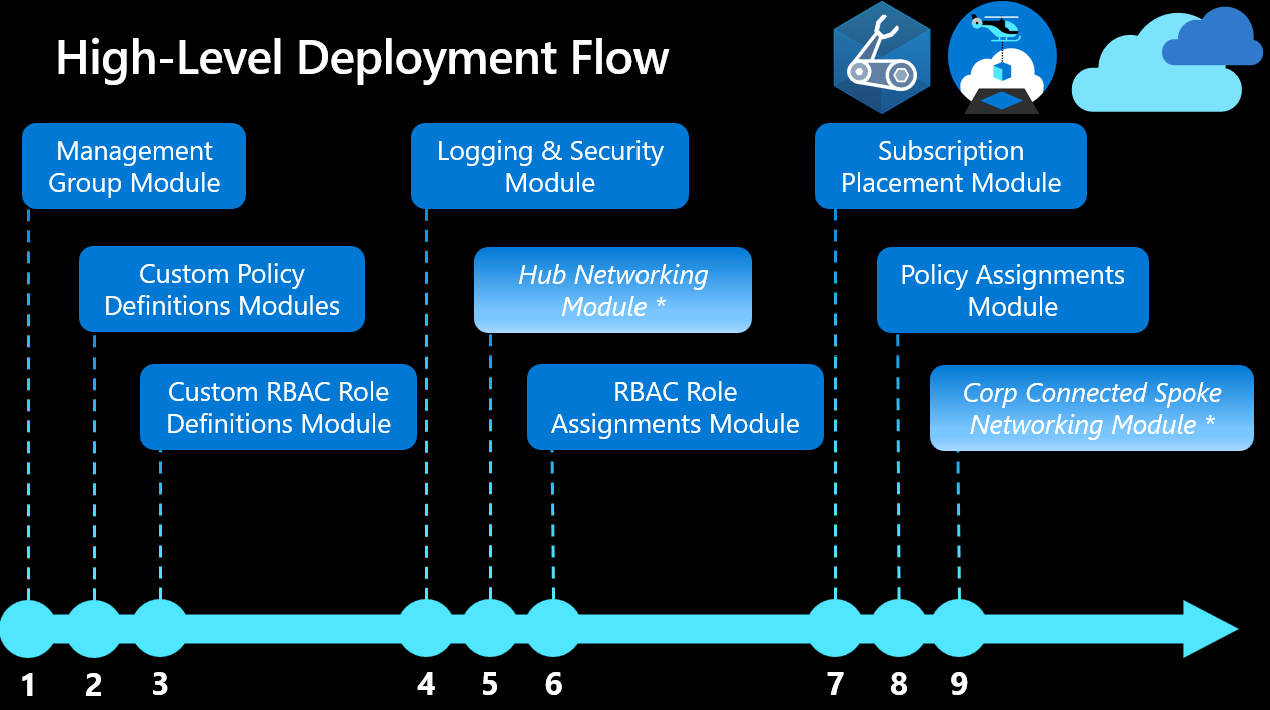 High-Level Deployment Flow
Management
Group Module
Logging & Security
Module
Subscription
Placement Module
Custom Policy
Definitions Modules
Hub Networking
Module *
Policy Assignments
Module
Custom RBAC Role
Definitions Module
RBAC Role
Assignments Module
Corp Connected Spoke
Networking Module *
1
2
3
4
5
6
7
8
9